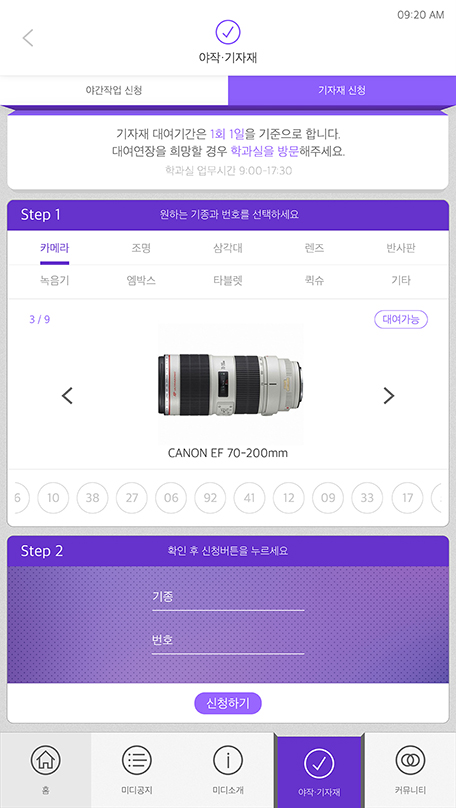 09:20 AM
야작·기자재
야간작업 신청
기자재 신청
기자재 대여기간은 1회 1일을 기준으로 합니다.
대여연장을 희망할 경우 학과실을 방문해주세요.
학과실 업무시간 9:00-17:30
Step 1
원하는 기종과 번호를 선택하세요
카메라 조명 삼각대 렌즈 반사판
녹음기 엠박스 타블렛 퀵슈 기타
3 / 9
대여가능
CANON EF 70-200mm
6 10 38 27 06 92 41 12 09 33 17
Step 2
확인 후 신청버튼을 누르세요
기종
번호
신청하기
홈 미디공지 미디소개 야작·기자재 커뮤니티